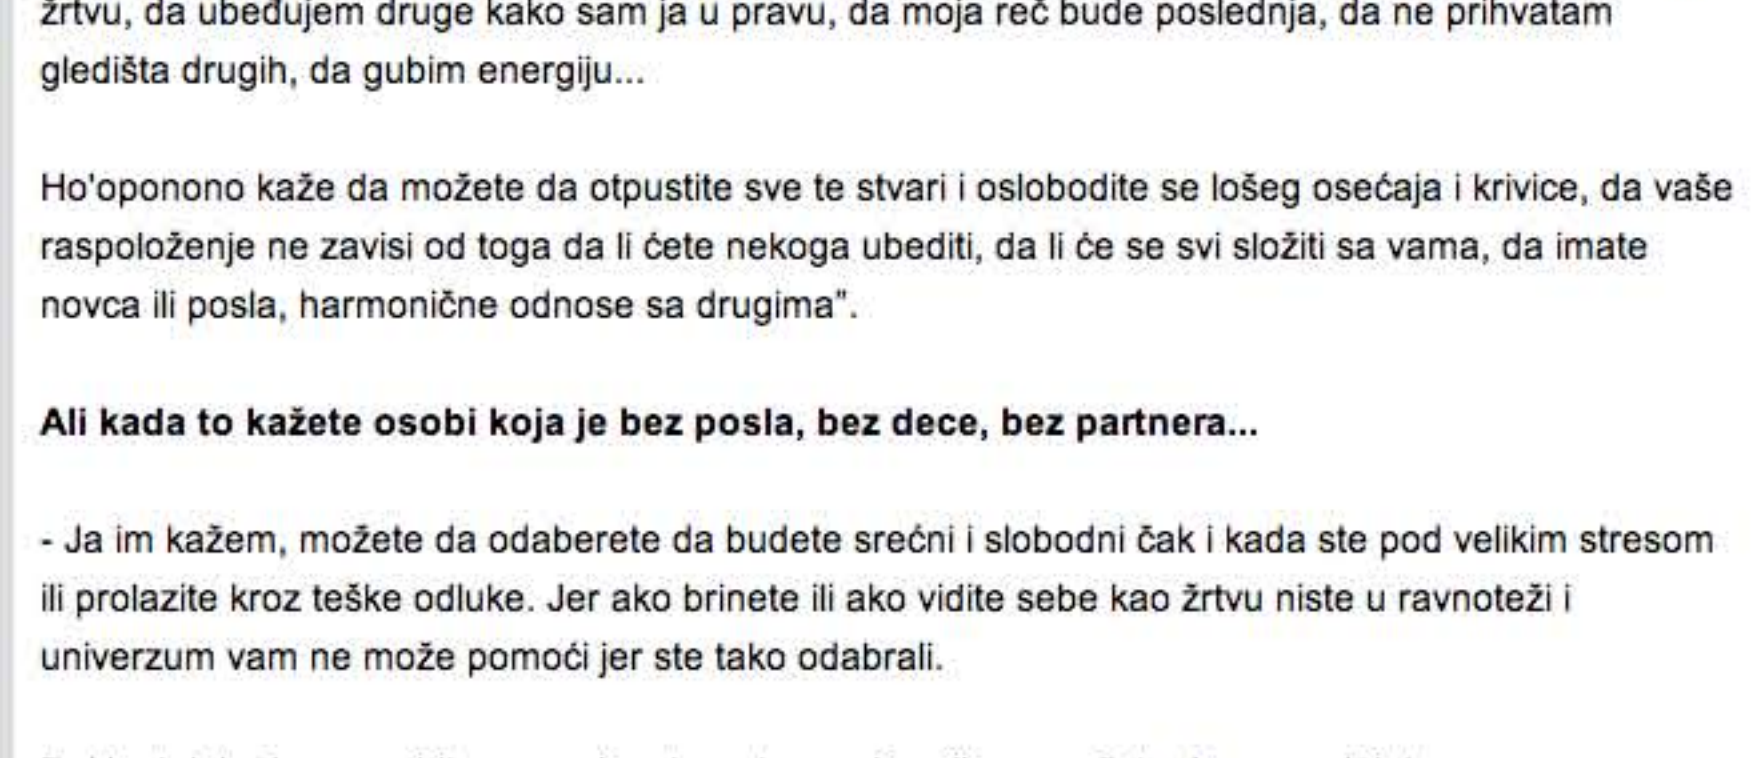 žrtvu, da ubeđujem druge kako sam ja u pravu, da moja reč bude poslednja, da ne prihvatam
gledišta drugih, da gubim energiju...
Ho'oponono kaže da možete da otpustite sve te stvari i oslobodite se lošeg osećaja i krivice, da vaše
raspoloženje ne zavisi od toga da li ćete nekoga ubediti, da li će se svi složiti sa vama, da imate
novca ili posla, harmonične odnose sa drugima".
Ali kada to kažete osobi koja je bez posla, bez dece, bez partnera...
- Ja im kažem, možete da odaberete da budete srećni i slobodni čak i kada ste pod velikim stresom
ili prolazite kroz teške odluke. Jer ako brinete ili ako vidite sebe kao žrtvu niste u ravnoteži i
univerzum vam ne može pomoći jer ste tako odabrali.